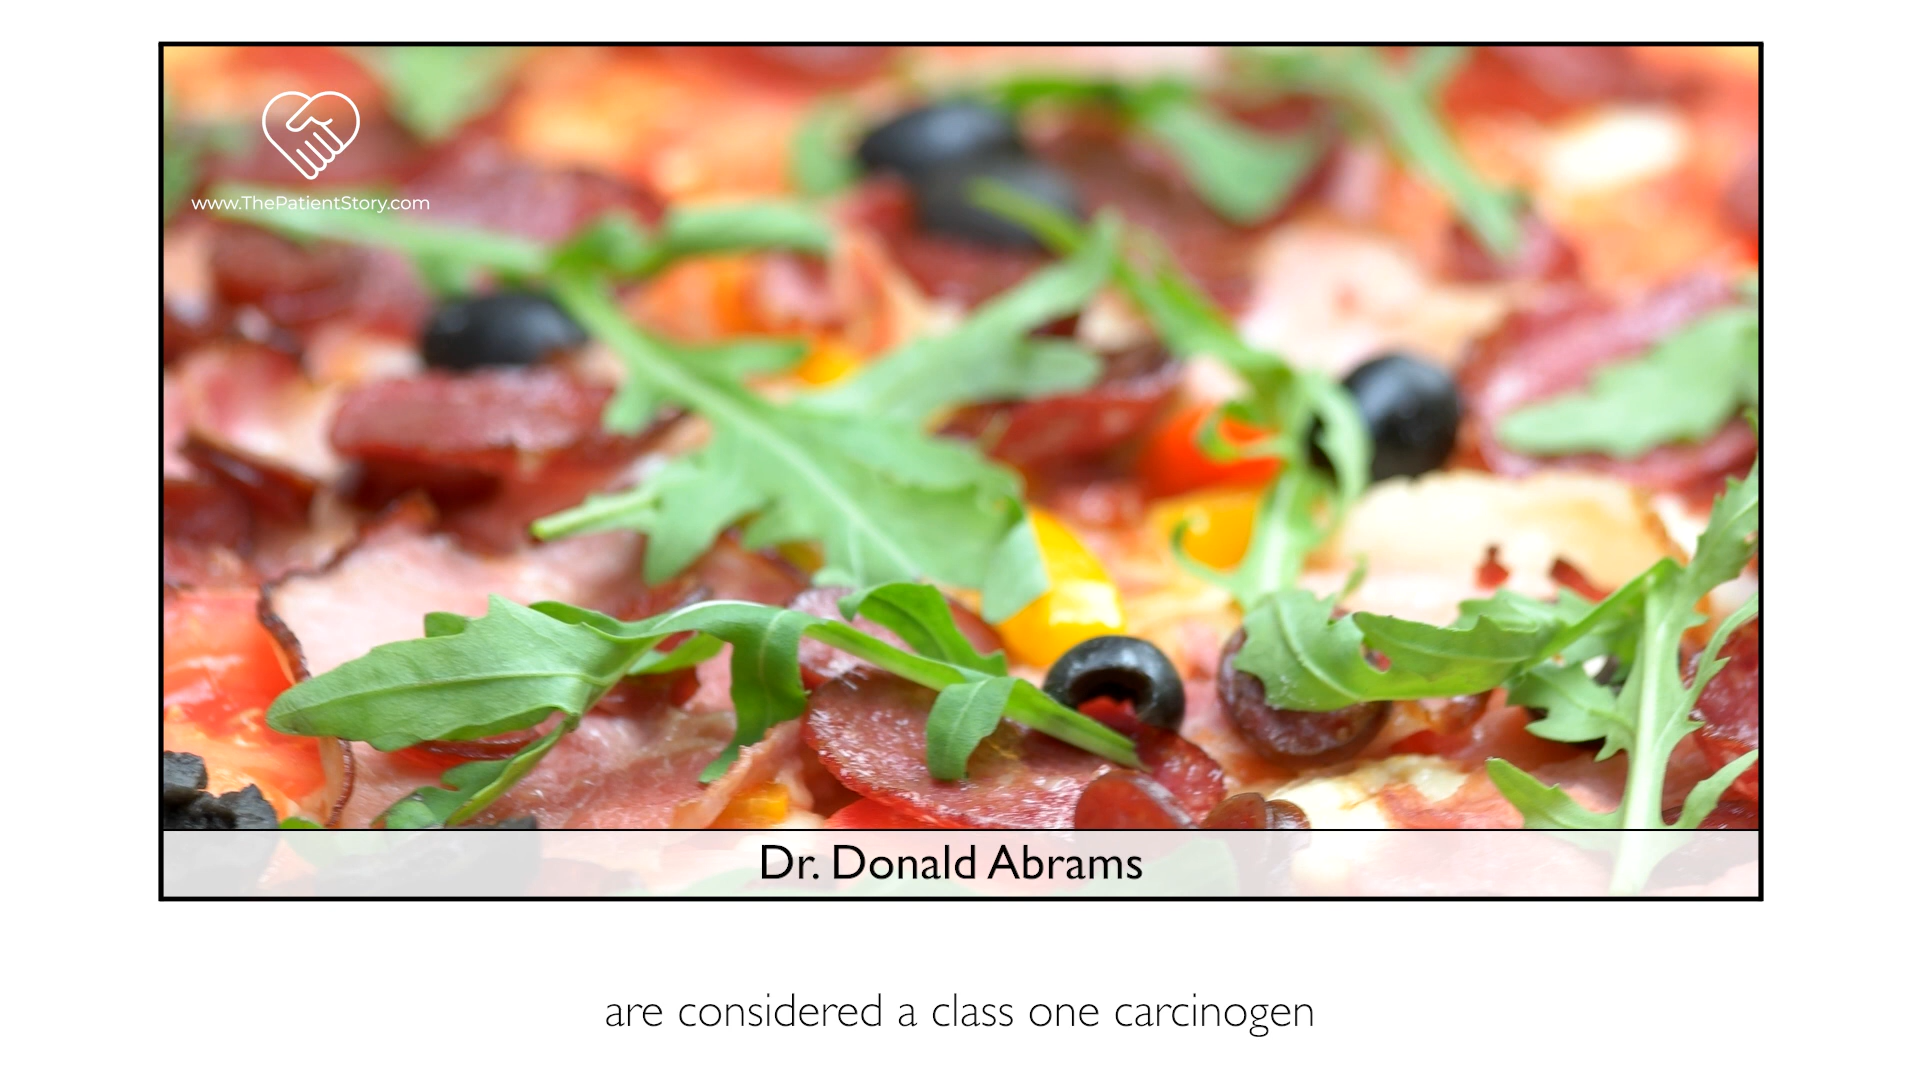 www.ThePatientStory.com
Dr. Donald Abrams
are considered a class one carcinogen